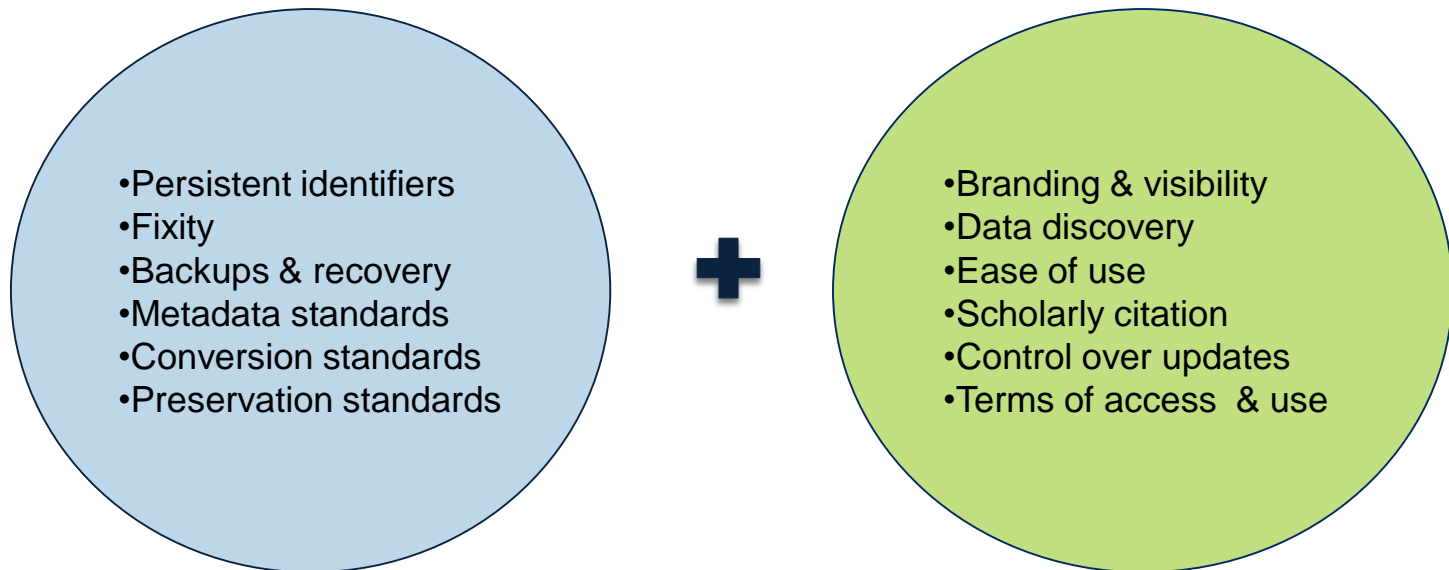 •Persistent identifiers
•Fixity
•Backups & recovery
•Metadata standards
•Conversion standards
•Preservation standards
•Branding & visibility
•Data discovery
•Ease of use
•Scholarly citation
•Control over updates
•Terms of access  & use